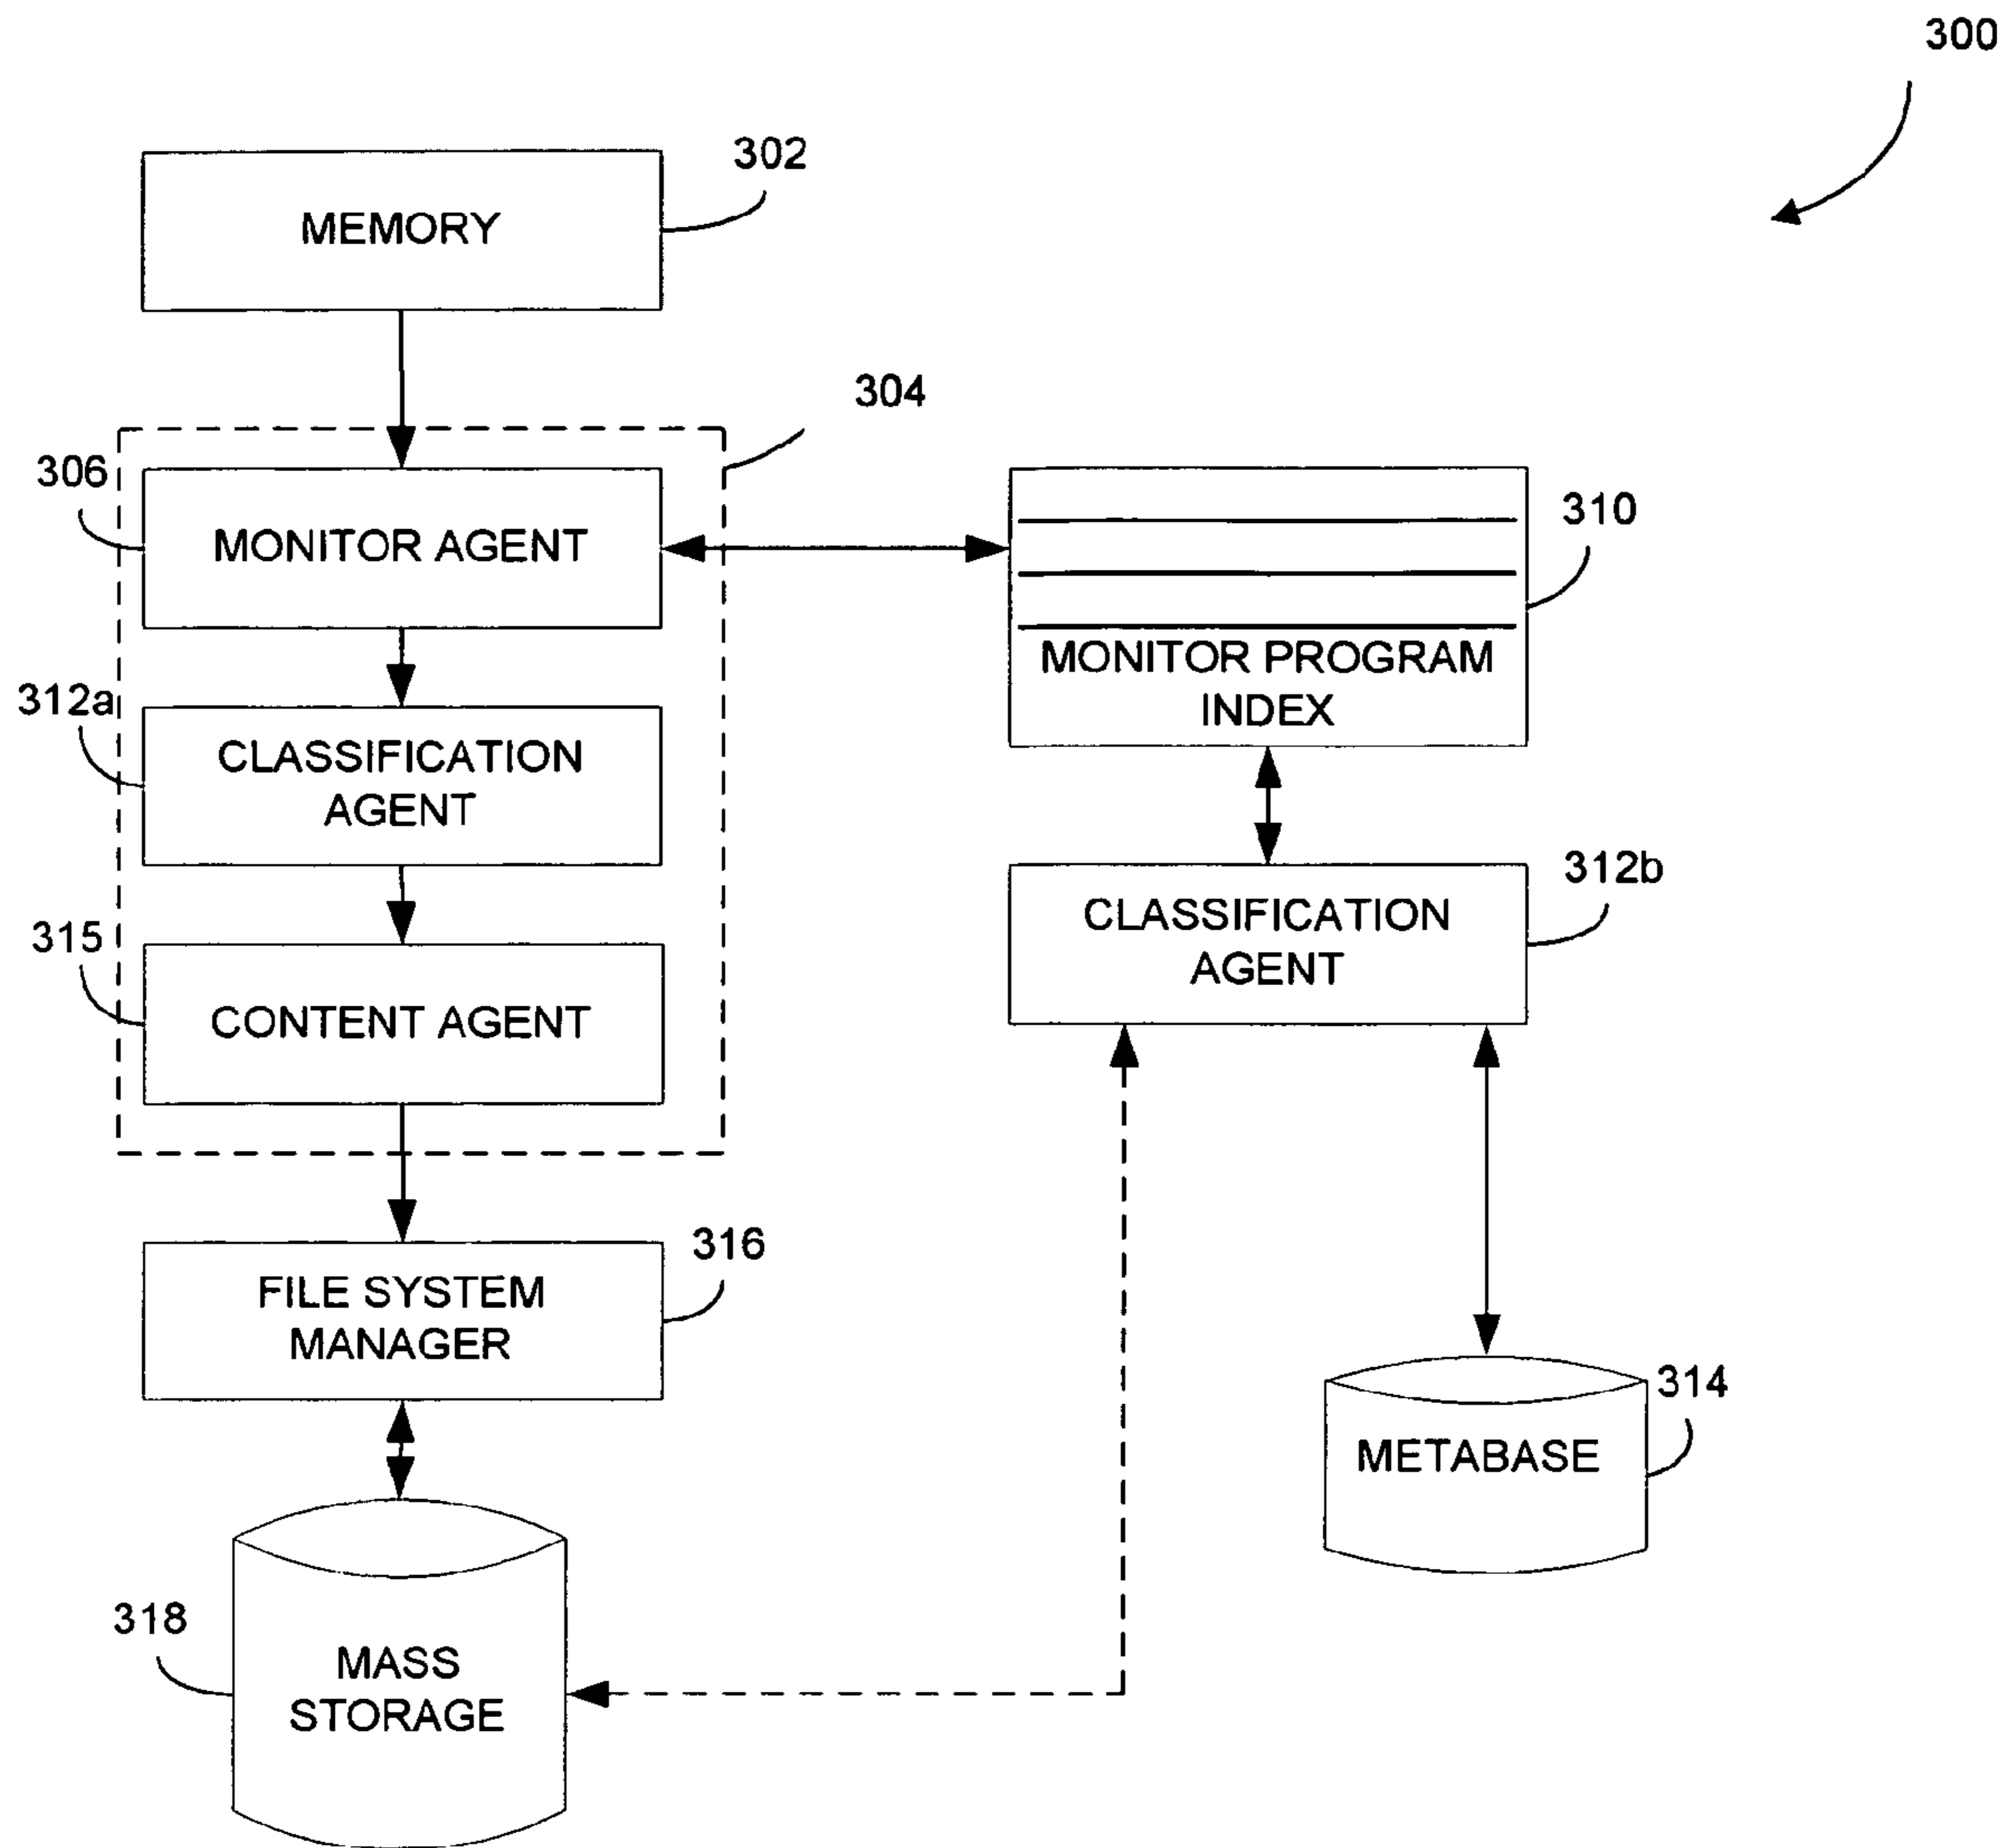 300
302
MEMORY
304
306
MONITOR AGENT
310
MONITOR PROGRAM
INDEX
312a
CLASSIFICATION
AGENT
312b
CLASSIFICATION
AGENT
315
CONTENT AGENT
316
FILE SYSTEM
MANAGER
314
METABASE
318
MASS
STORAGE